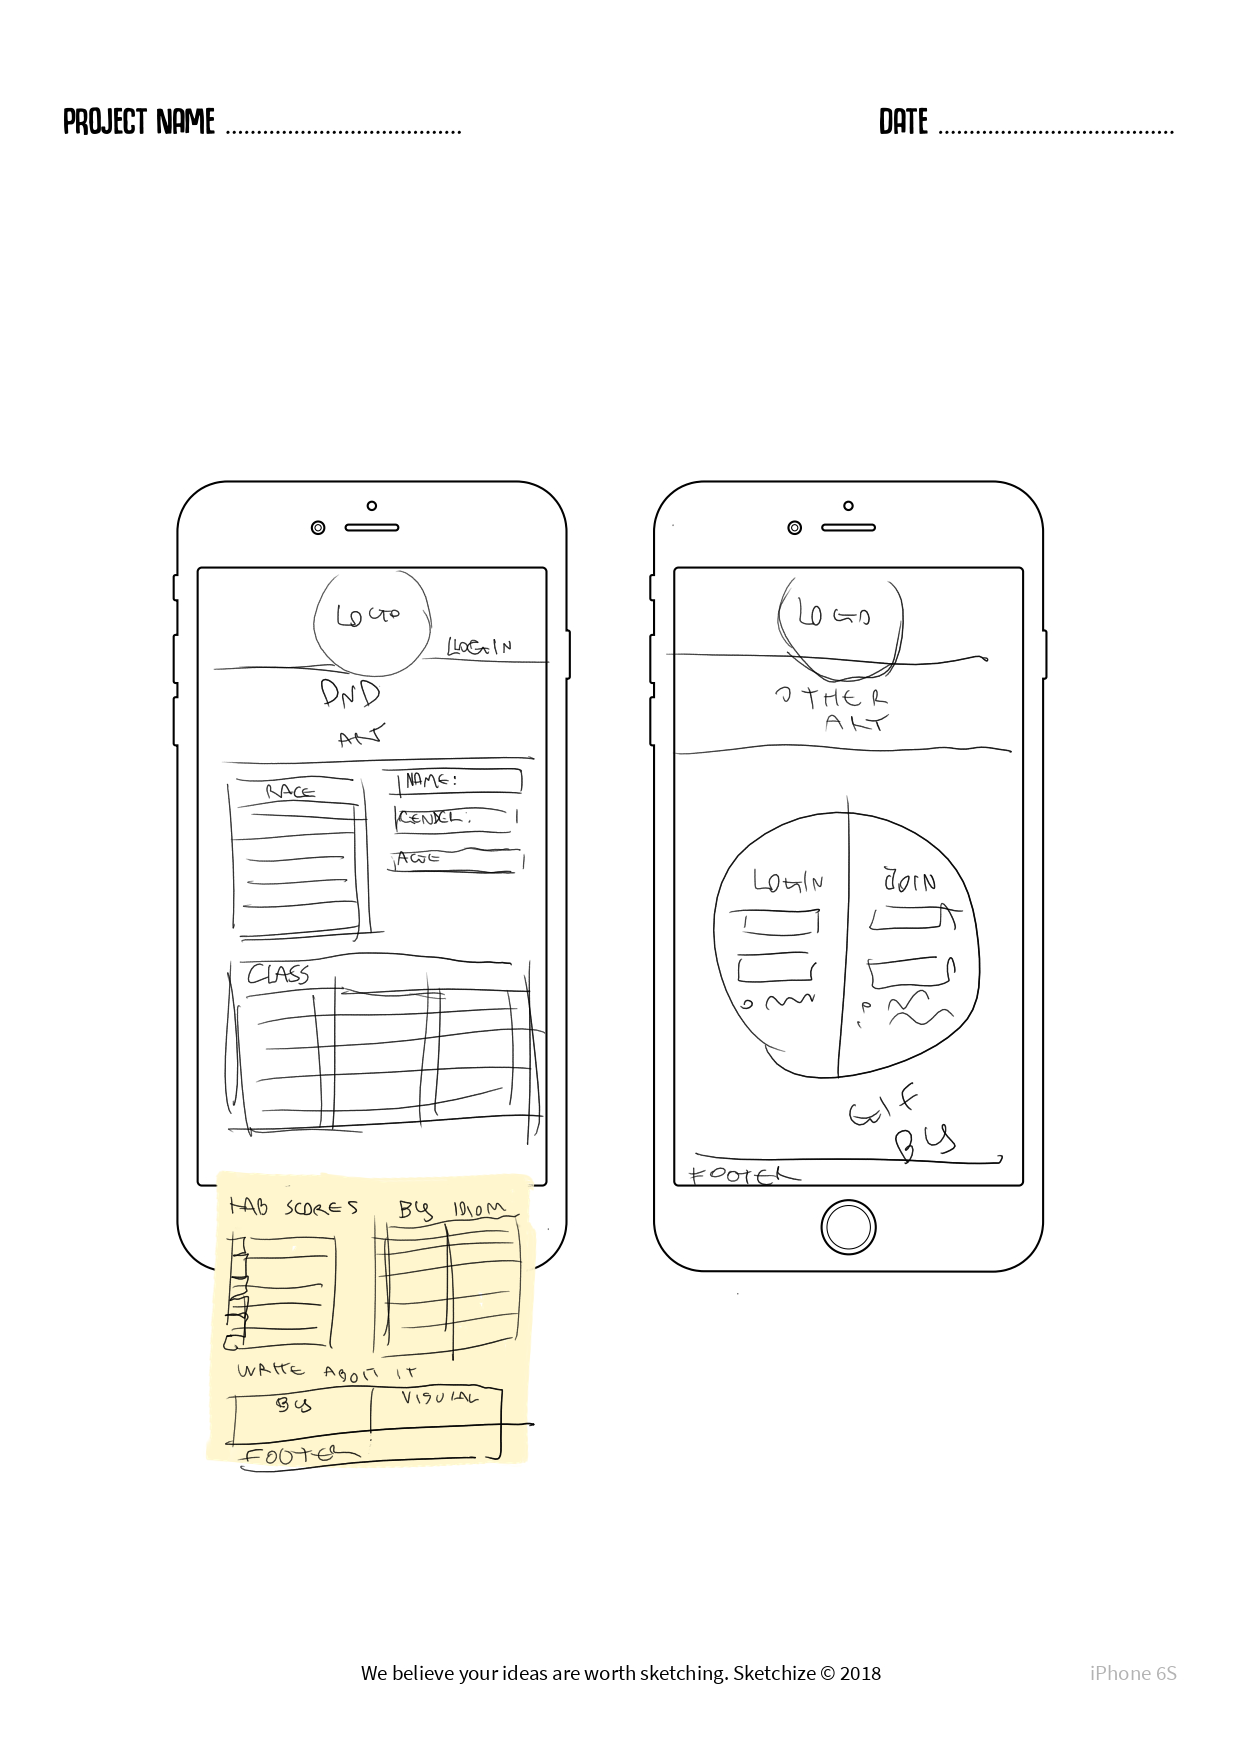 PROJECT NAME ......................................
DATE ......................................
LOGO
LOGIN
DND
ART
RACE
NAME:
GENDER:
AGE
CLASS
TAB SCORES
BG IDIOM
WRITE ABOIT IT
BG
VISUAL
FOOTER
LOGO
OTHER
ART
LOGIN
JOIN
GIF
BG
FOOTER
We believe your ideas are worth sketching. Sketchize © 2018
iPhone 6S